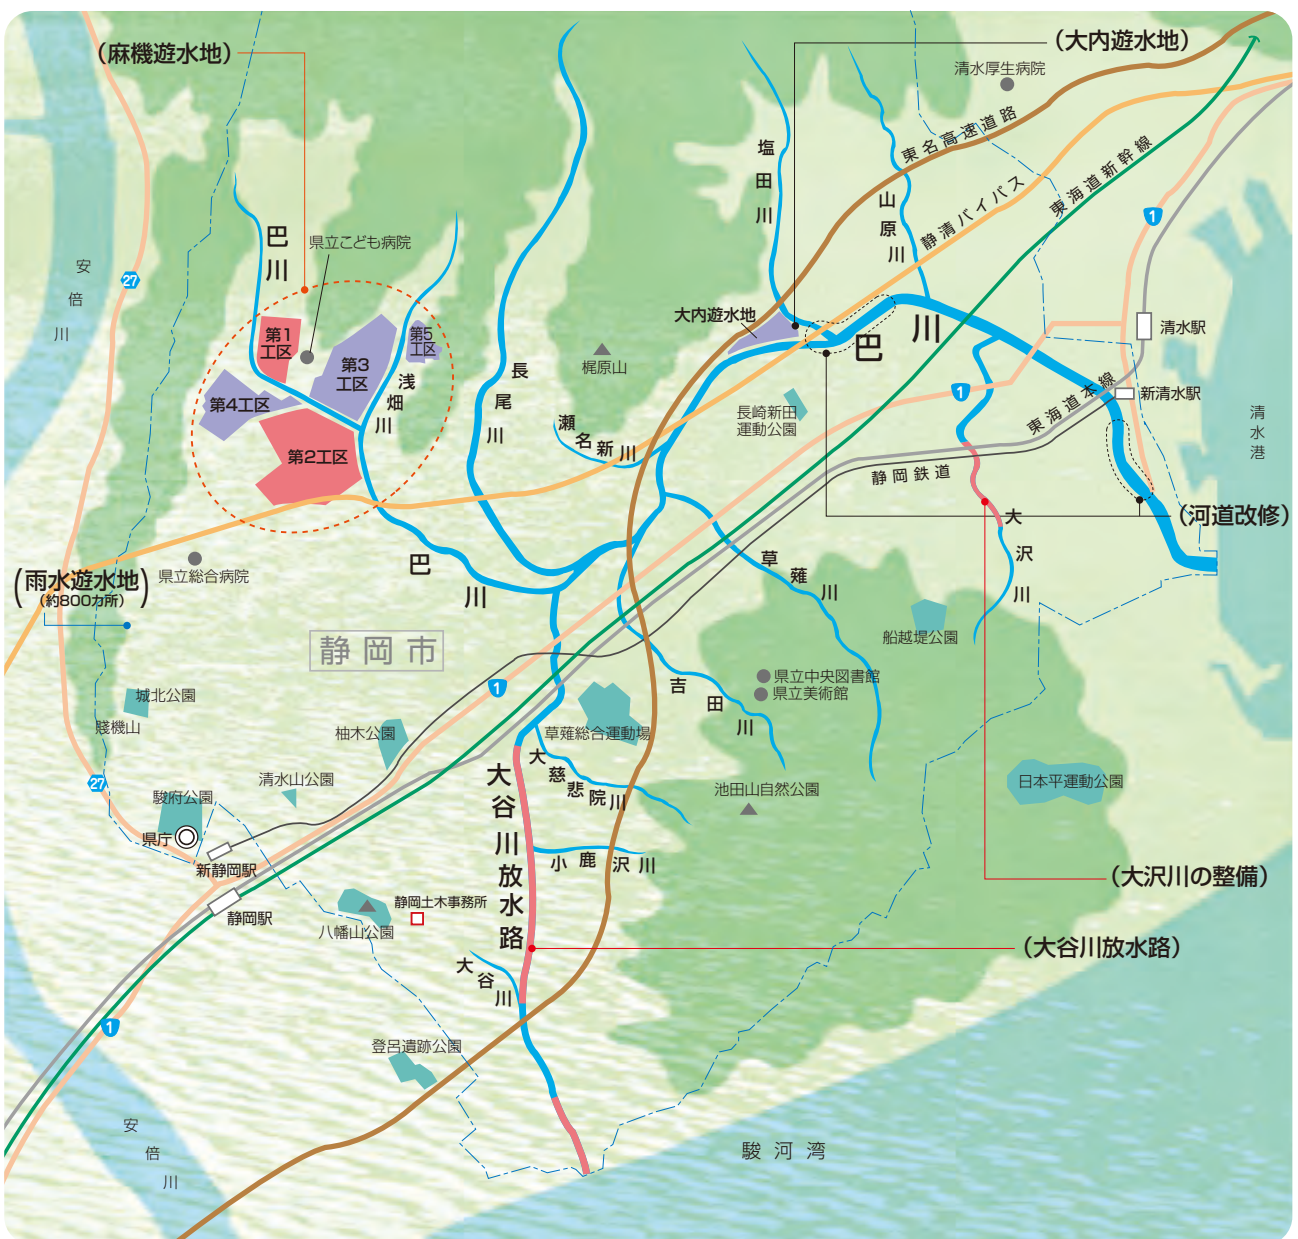 （麻機遊水地）
（大内遊水地）
清水厚生病院
東名高速道路
塩田川
山原川
静清バイパス
東海道新幹線
1
巴川
県立こども病院
安倍川
27
大内遊水地
巴川
清水駅
第1
工区
第3
工区
第5
工区
第4工区
第2工区
浅畑川
長尾川
梶原山
瀬名新川
長崎新田
運動公園
1
東海道本線
新清水駅
清水港
静岡鉄道
（河道改修）
大沢川
県立総合病院
（雨水遊水地）
（約800カ所）
巴川
草薙川
船越堤公園
静岡市
県立中央図書館
県立美術館
吉田川
1
城北公園
賤機山
柚木公園
草薙総合運動場
大慈悲院川
池田山自然公園
日本平運動公園
27
清水山公園
駿府公園
県庁
新静岡駅
静岡駅
大谷川放水路
小鹿沢川
（大沢川の整備）
静岡土木事務所
八幡山公園
（大谷川放水路）
大谷川
1
登呂遺跡公園
安倍川
駿河湾